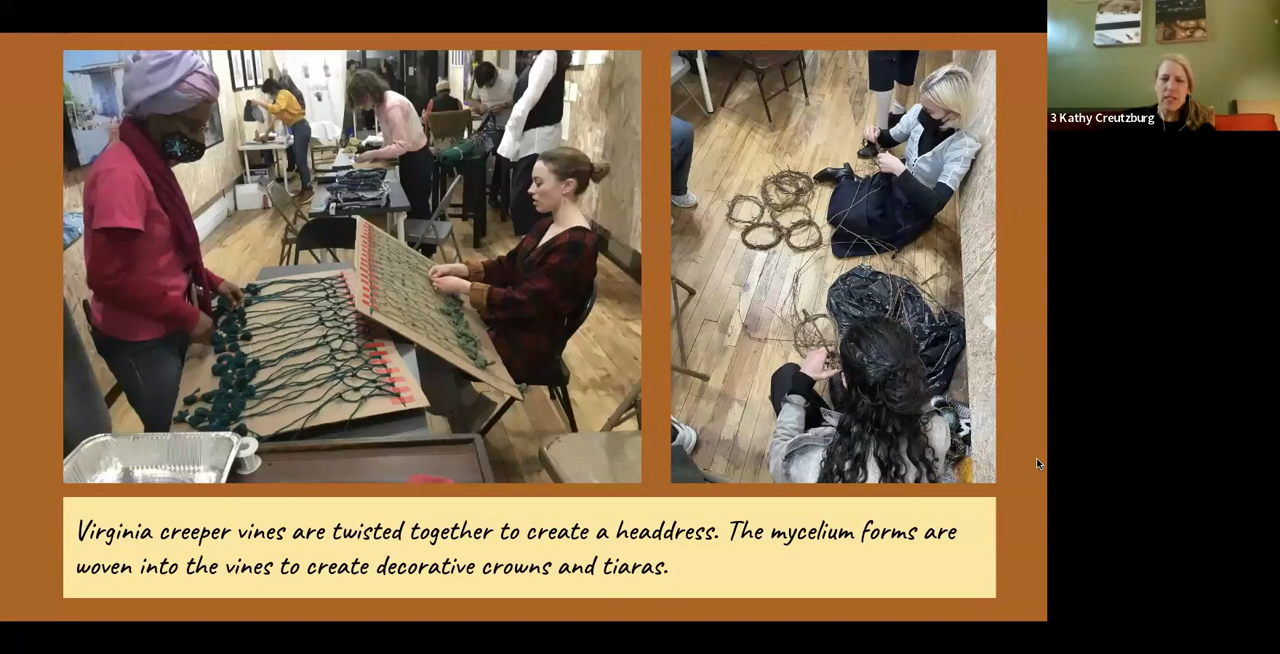 3 Kathy Creutzburg
Virginia creeper vines are twisted together to create a headdress. The mycelium forms are
woven into the vines to create decorative crowns and tiaras.